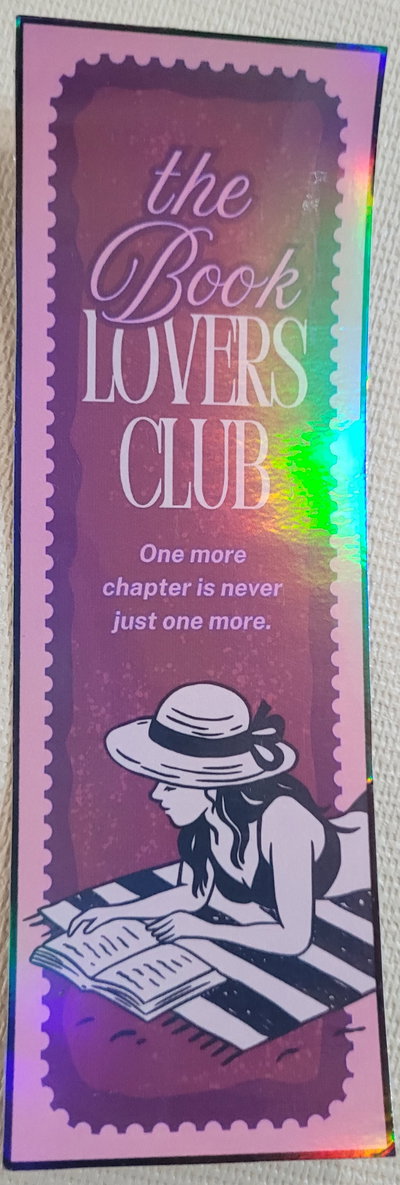 the
Book
LOVERS
CLUB
One more
chapter is never
just one more.